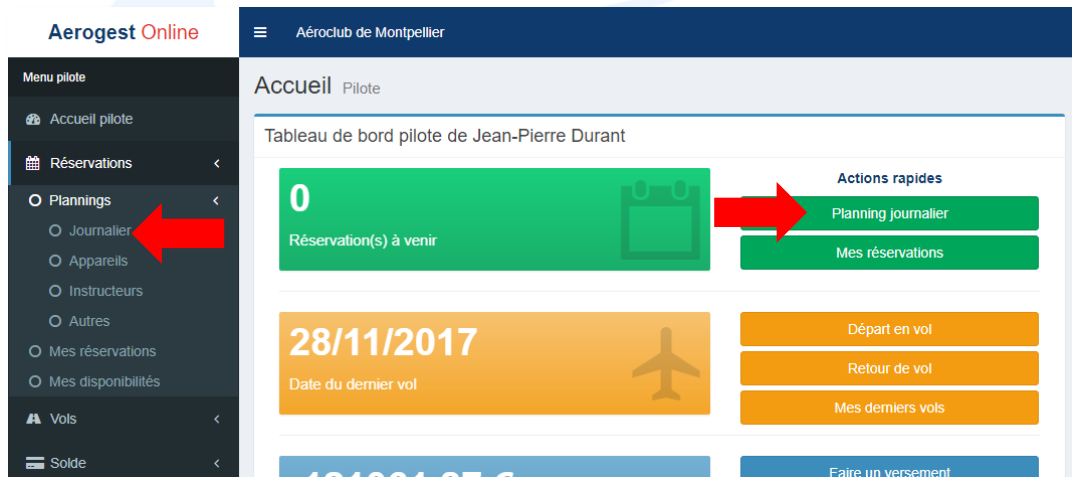 Aerogest Online
Aéroclub de Montpellier
Menu pilote
Accueil pilote
Réservations
Plannings
Journalier
Appareils
Instructeurs
Autres
Mes réservations
Mes disponibilités
Vols
Solde
Accueil Pilote
Tableau de bord pilote de Jean-Pierre Durant
0
Réservation(s) à venir
Actions rapides
Planning journalier
Mes réservations
28/11/2017
Date du dernier vol
Départ en vol
Retour de vol
Mes derniers vols
Faire un versement